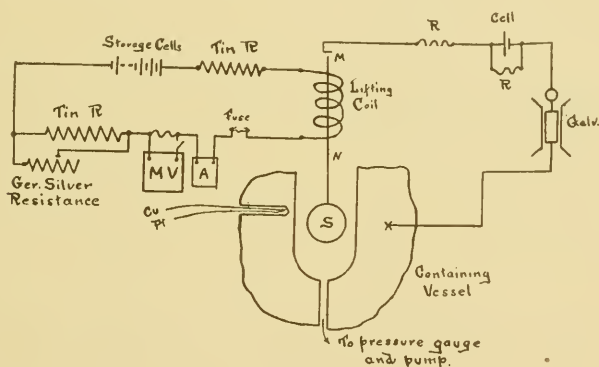 Storage Cells
Tin R
M
R
Cell
R
Lifting
Coil
Tin R
Fuse
Galv.
MV
A
N
Ger. Silver
Resistance
Cu
Pt
S
Containing
Vessel
To pressure gauge
and pump.